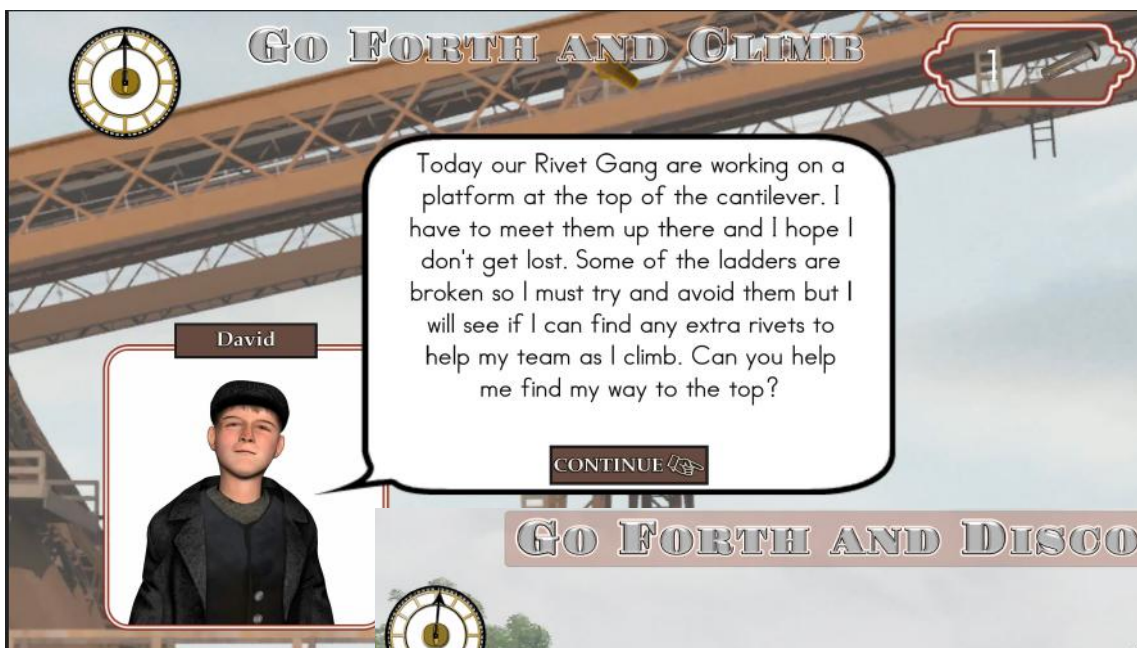 Go Forth and Climb
1
Today our Rivet Gang are working on a
platform at the top of the cantilever. I
have to meet them up there and I hope I
don't get lost. Some of the ladders are
broken so I must try and avoid them but I
will see if I can find any extra rivets to
help my team as I climb. Can you help
me find my way to the top?
CONTINUE
David
Go Forth and Disco